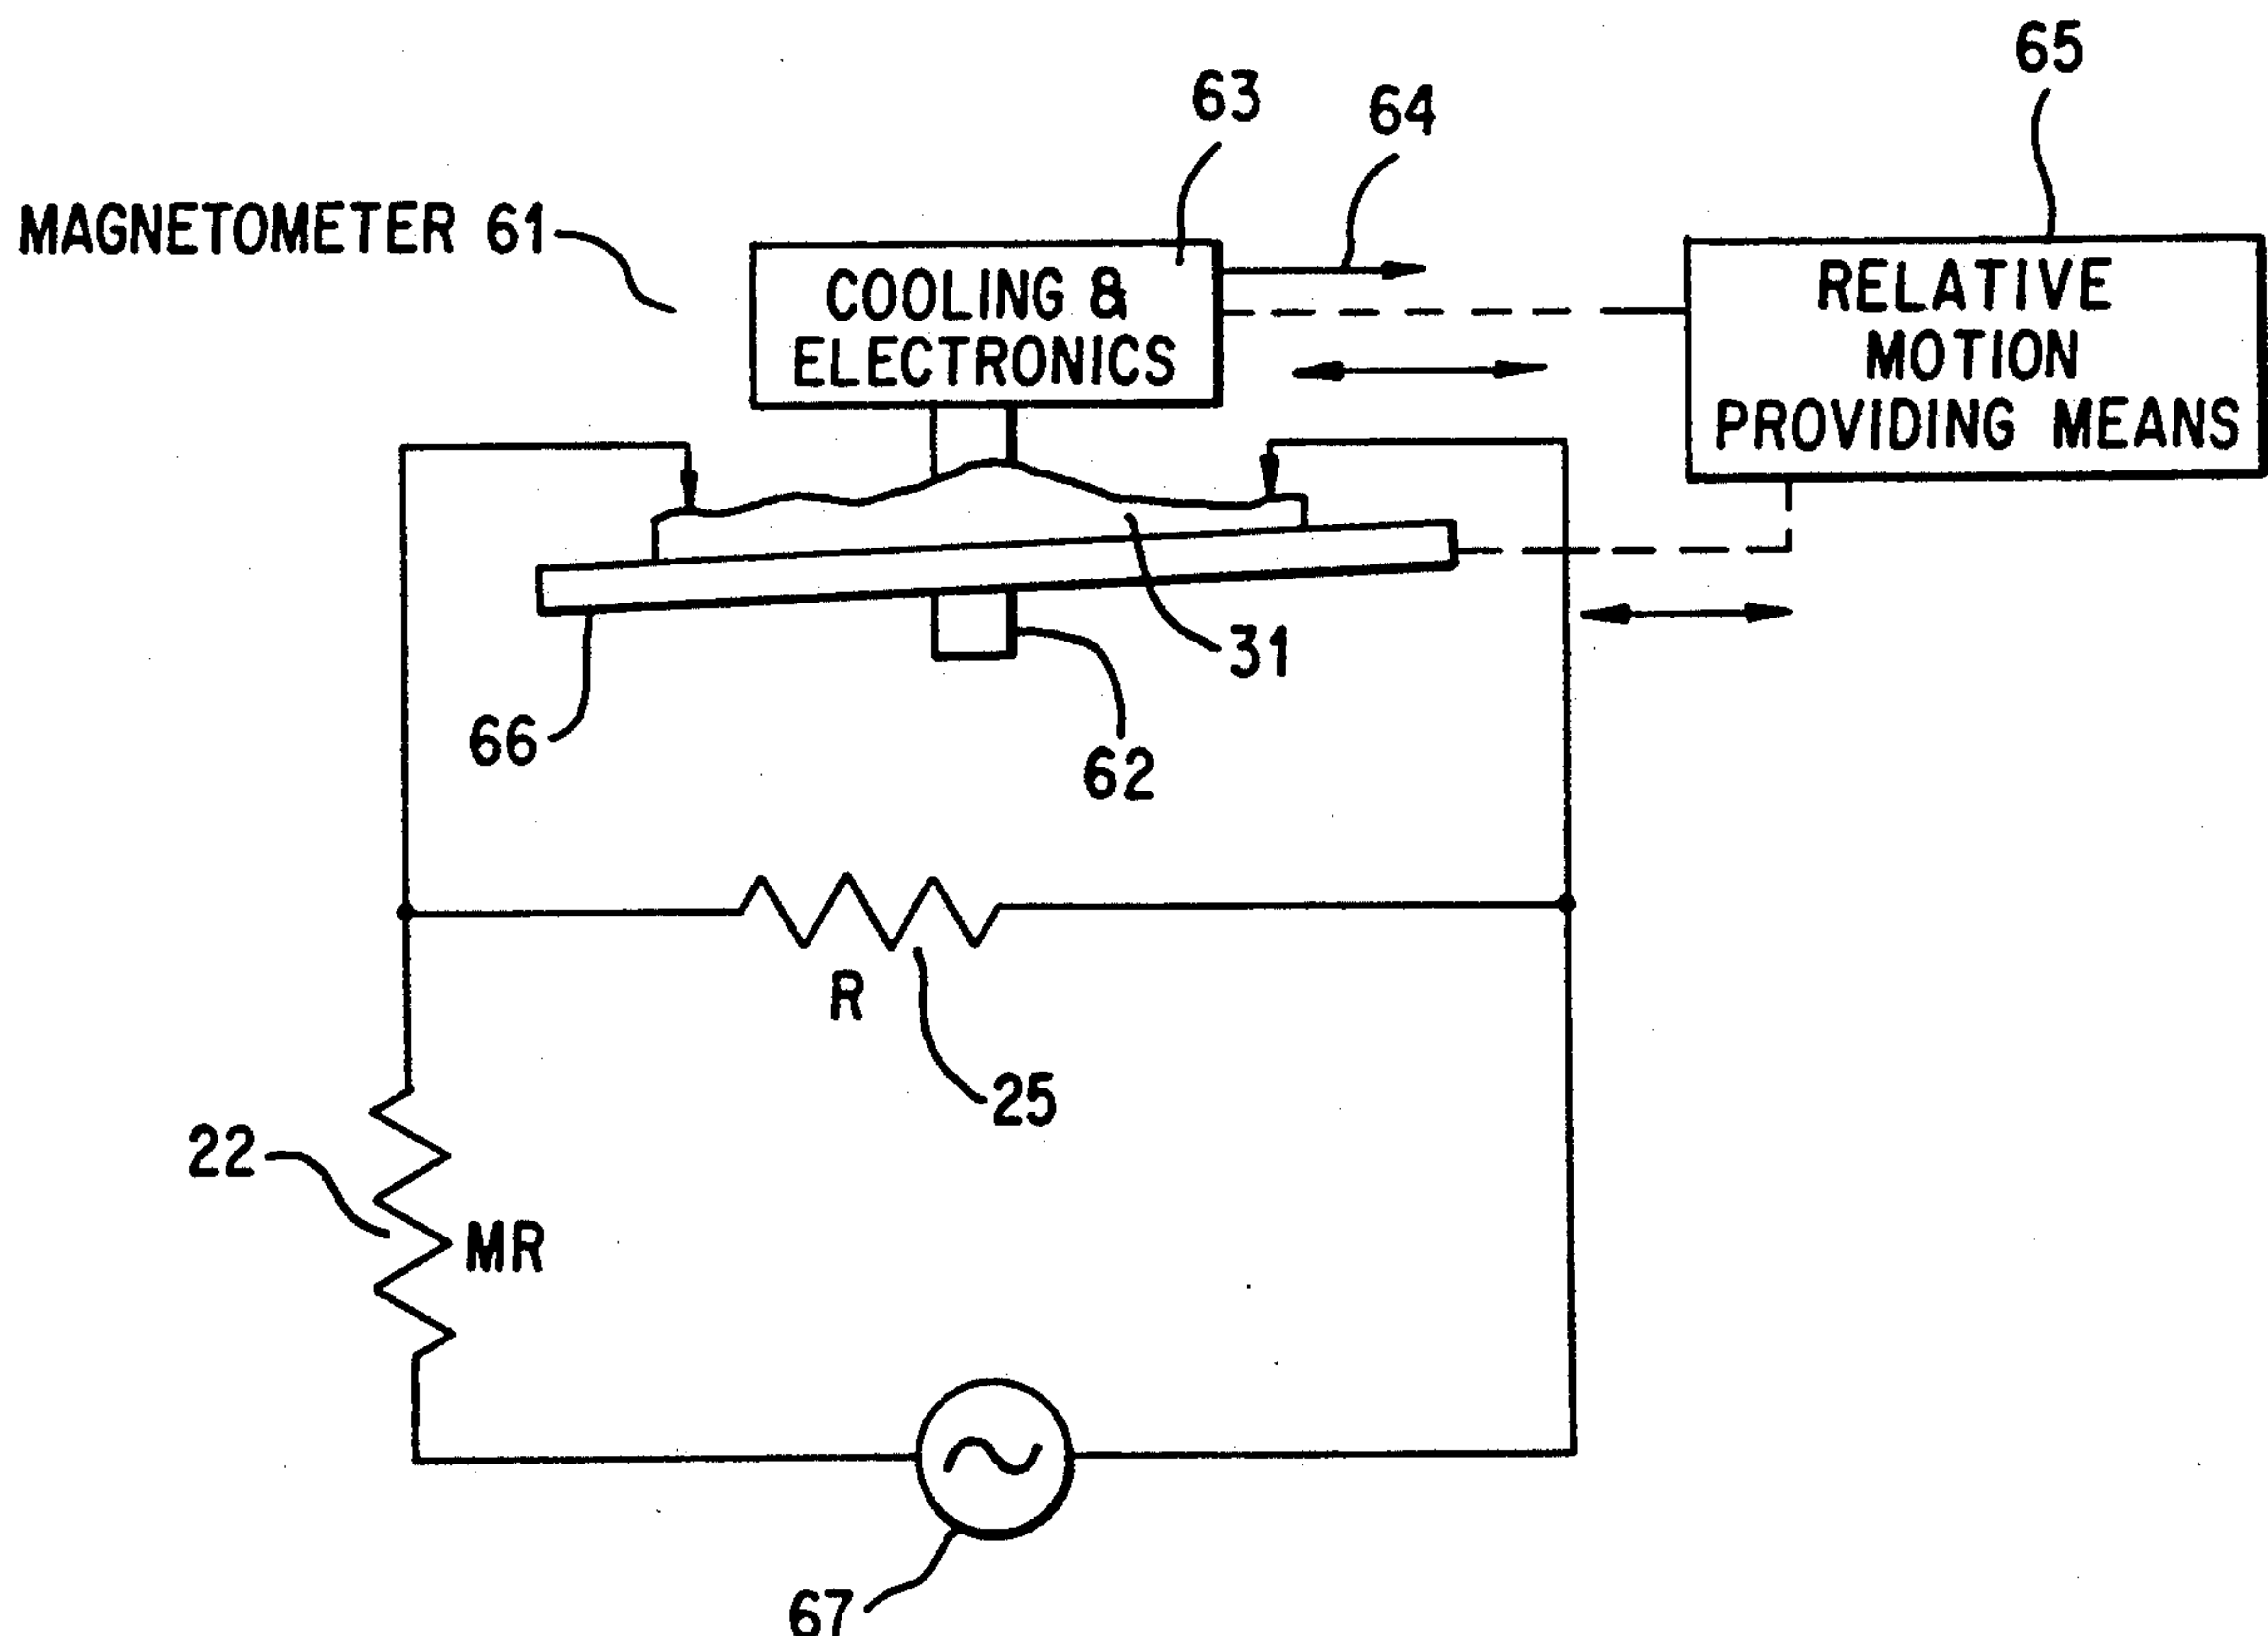 65
63
64
MAGNETOMETER 61
COOLING &
ELECTRONICS
RELATIVE
MOTION
PROVIDING MEANS
31
66
62
R
25
22
MR
67